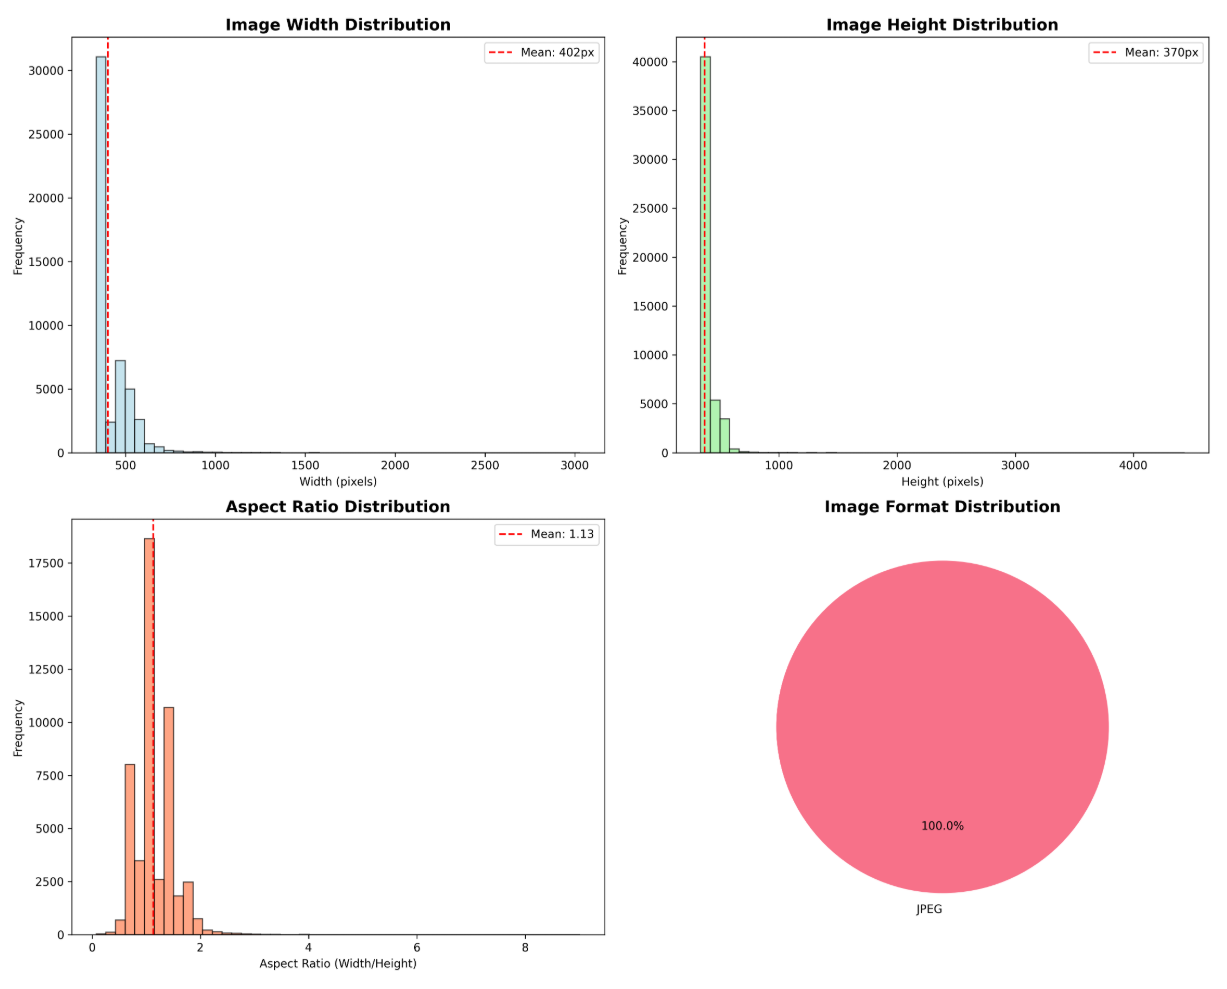 Image Width Distribution
Mean: 402px
30000
25000
20000
15000
10000
5000
0
Frequency
500
1000
1500
2000
2500
3000
Width (pixels)
Image Height Distribution
Mean: 370px
40000
35000
30000
25000
20000
15000
10000
5000
0
Frequency
1000
2000
3000
4000
Height (pixels)
Aspect Ratio Distribution
Mean: 1.13
17500
15000
12500
10000
7500
5000
2500
0
Frequency
0
2
4
6
8
Aspect Ratio (Width/Height)
Image Format Distribution
100.0%
JPEG